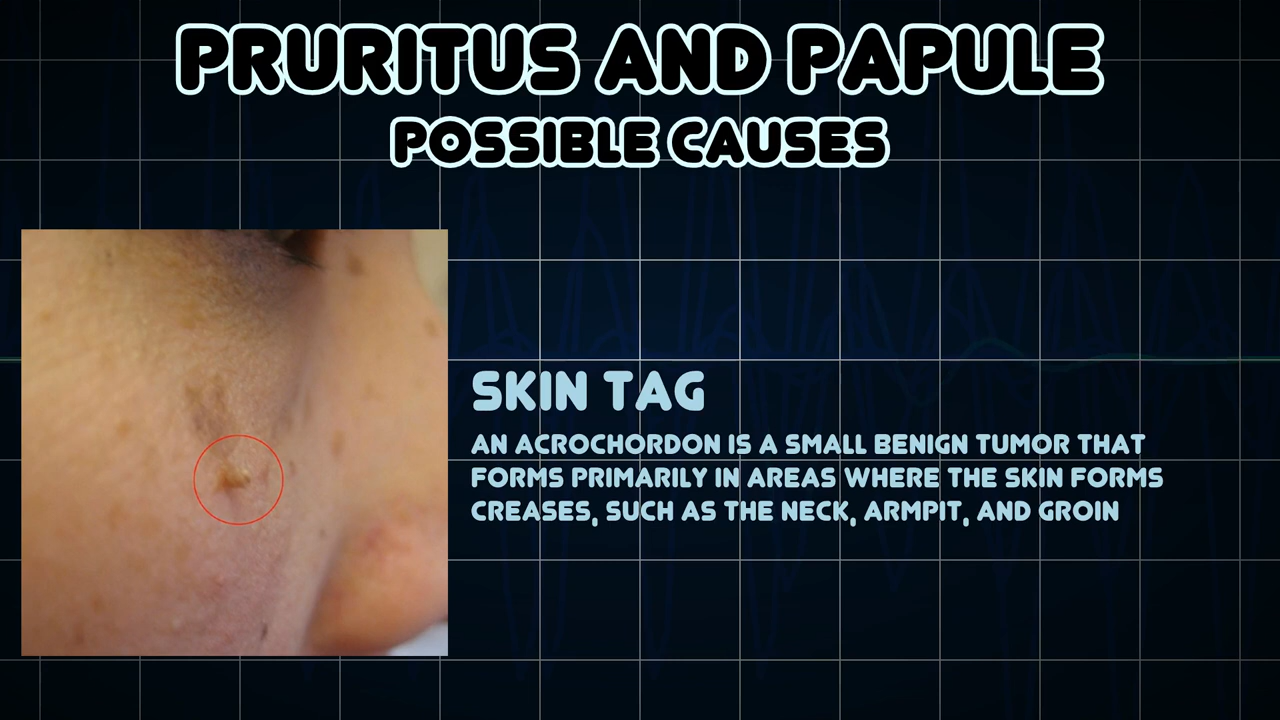 PRURITUS AND PAPULE
POSSIBLE CAUSES
SKIN TAG
AN ACROCHORDON IS A SMALL BENIGN TUMOR THAT
FORMS PRIMARILY IN AREAS WHERE THE SKIN FORMS
CREASES, SUCH AS THE NECK, ARMPIT, AND GROIN